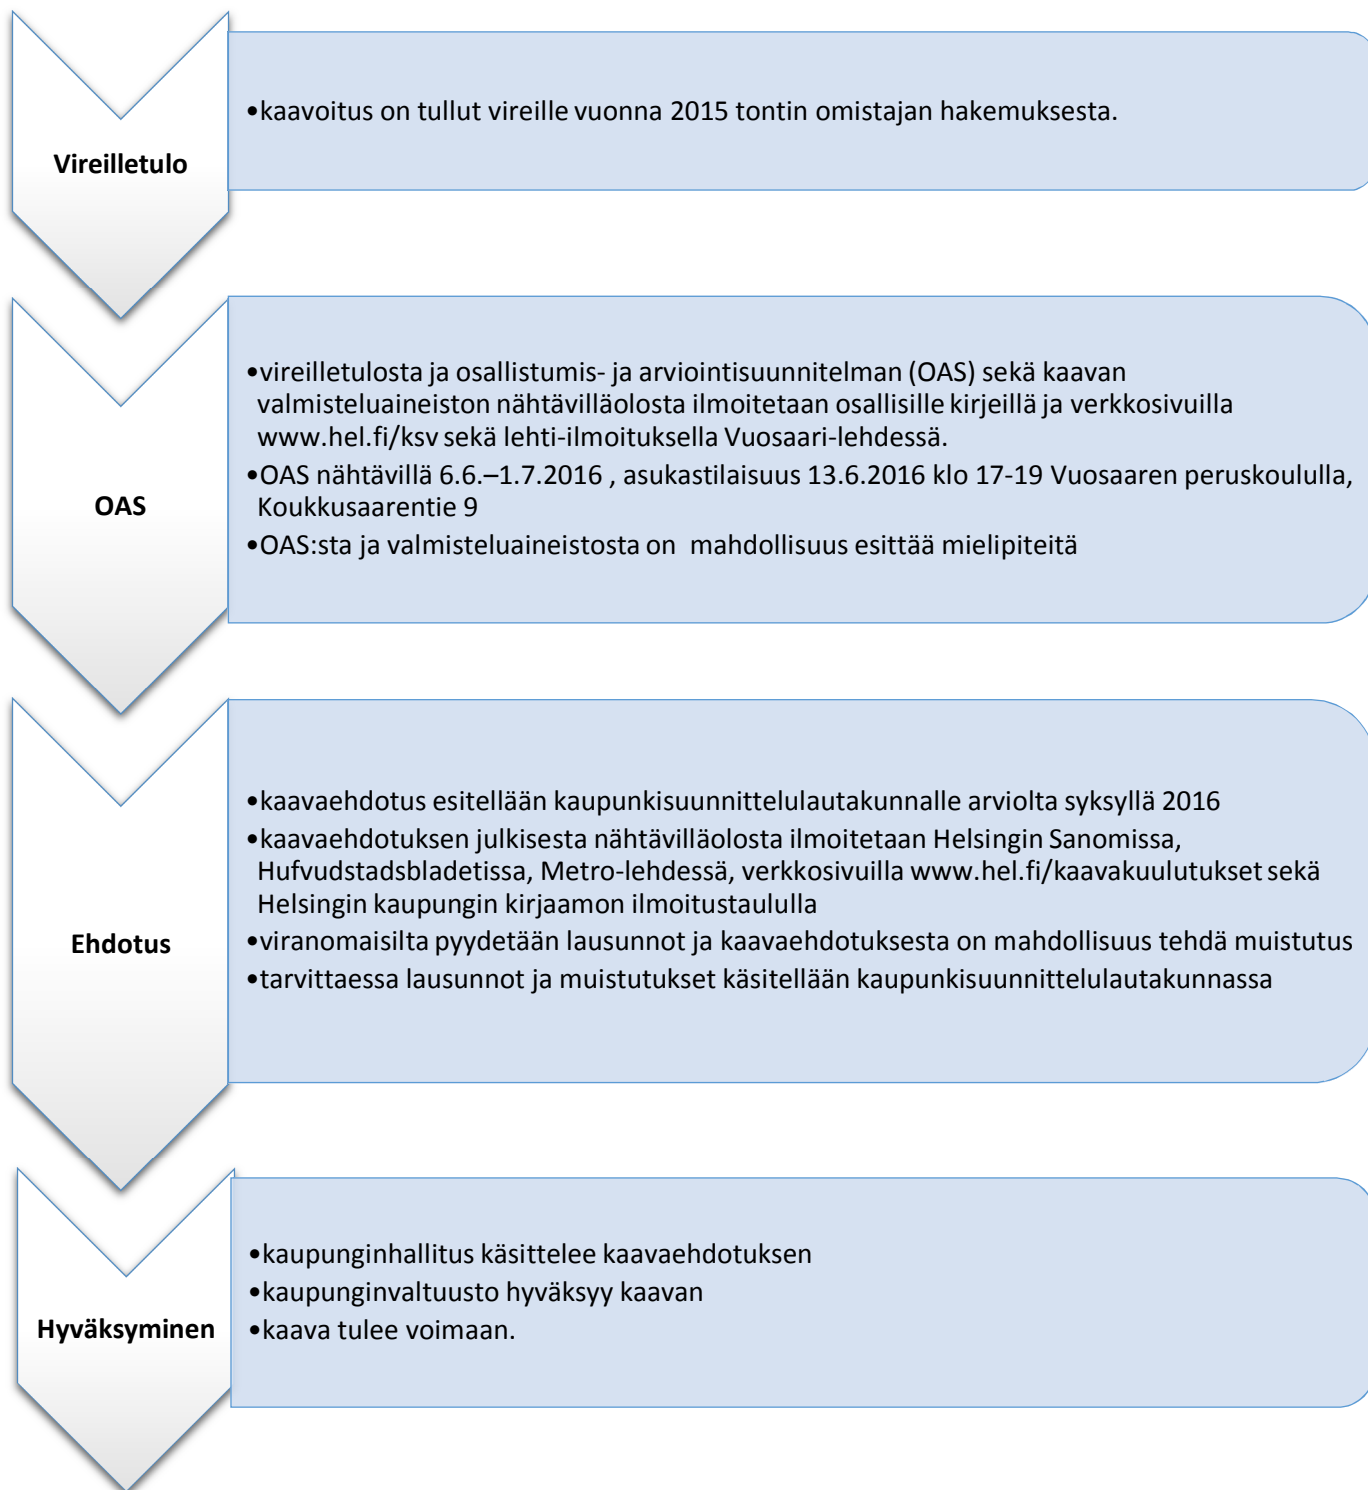 Vireilletulo
•kaavoitus on tullut vireille vuonna 2015 tontin omistajan hakemuksesta.
OAS
•vireilletulosta ja osallistumis- ja arviointisuunnitelman (OAS) sekä kaavan
valmisteluaineiston nähtävilläolosta ilmoitetaan osallisille kirjeillä ja verkkosivuilla
www.hel.fi/ksv sekä lehti-ilmoituksella Vuosaari-lehdessä.
•OAS nähtävillä 6.6.–1.7.2016 , asukastilaisuus 13.6.2016 klo 17-19 Vuosaaren peruskoululla,
Koukkusaarentie 9
•OAS:sta ja valmisteluaineistosta on mahdollisuus esittää mielipiteitä
Ehdotus
•kaavaehdotus esitellään kaupunkisuunnittelulautakunnalle arviolta syksyllä 2016
•kaavaehdotuksen julkisesta nähtävilläolosta ilmoitetaan Helsingin Sanomissa,
Hufvudstadsbladetissa, Metro-lehdessä, verkkosivuilla www.hel.fi/kaavakuulutukset sekä
Helsingin kaupungin kirjaamon ilmoitustaululla
•viranomaisilta pyydetään lausunnot ja kaavaehdotuksesta on mahdollisuus tehdä muistutus
•tarvittaessa lausunnot ja muistutukset käsitellään kaupunkisuunnittelulautakunnassa
Hyväksyminen
•kaupunginhallitus käsittelee kaavaehdotuksen
•kaupunginvaltuusto hyväksyy kaavan
•kaava tulee voimaan.